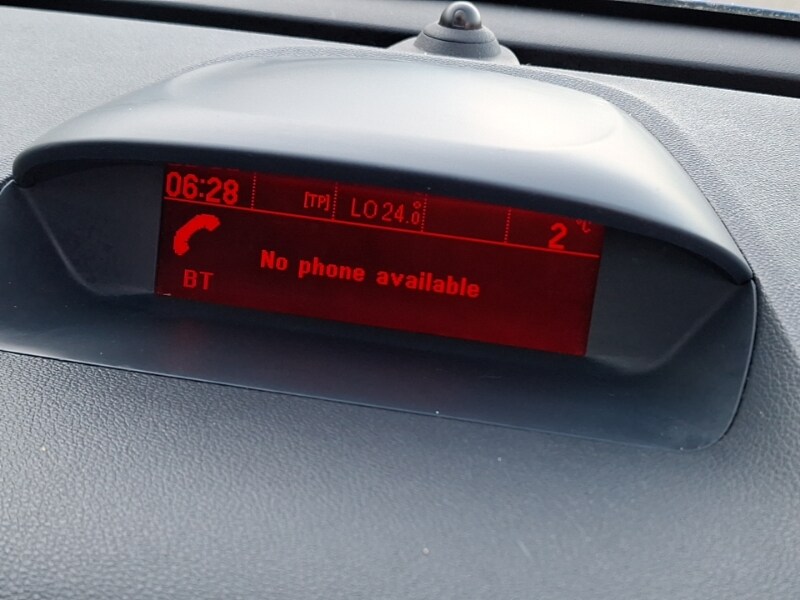 06:28 [TP] LO 24.0° 2 °C
No phone available
BT